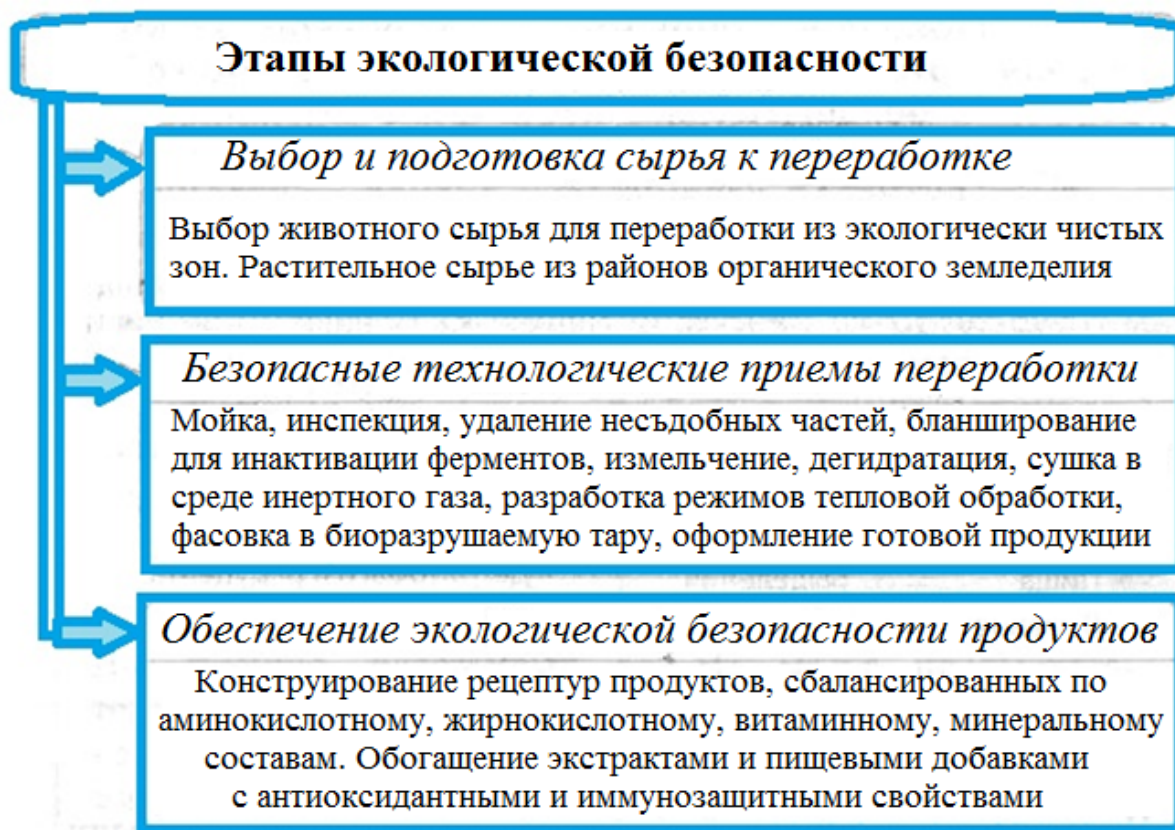 Этапы экологической безопасности
Выбор и подготовка сырья к переработке
Выбор животного сырья для переработки из экологически чистых
зон. Растительное сырье из районов органического земледелия
Безопасные технологические приемы переработки
Мойка, инспекция, удаление несъдобных частей, бланширование
для инактивации ферментов, измельчение, дегидратация, сушка в
среде инертного газа, разработка режимов тепловой обработки,
фасовка в биоразрушаемую тару, оформление готовой продукции
Обеспечение экологической безопасности продуктов
Конструирование рецептур продуктов, сбалансированных по
аминокислотному, жирнокислотному, витаминному, минеральному
составам. Обогащение экстрактами и пищевыми добавками
с антиоксидантными и иммунозащитными свойствами